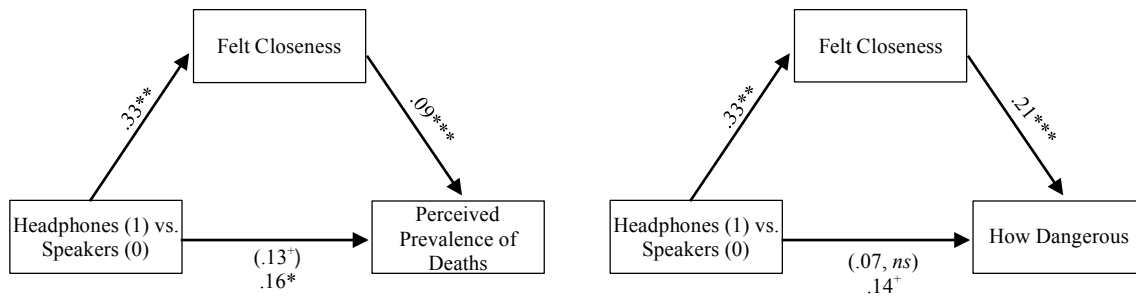 Felt Closeness
.33**
.09***
Headphones (1) vs.
Speakers (0)
(.13⁺)
.16*
Perceived
Prevalence of
Deaths
Felt Closeness
.33**
.21***
Headphones (1) vs.
Speakers (0)
(.07, ns)
.14⁺
How Dangerous